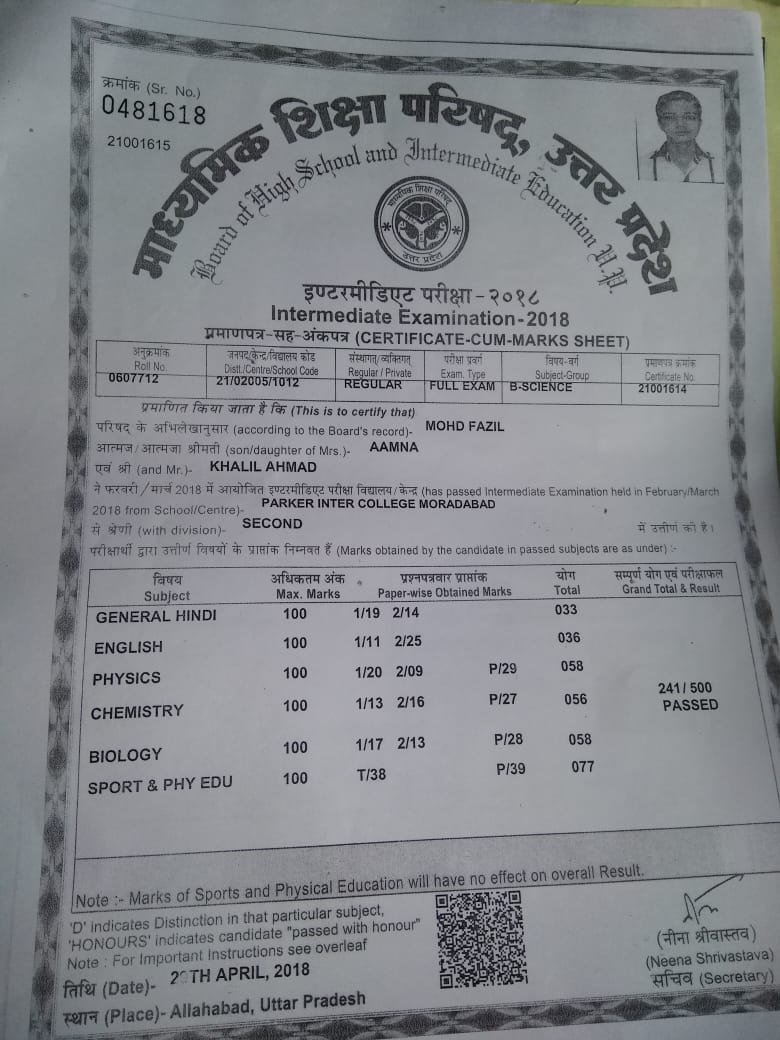 क्रमांक (Sr. No.)
0481618
21001615
माध्यमिक शिक्षा परिषद्, उत्तर प्रदेश
Board of High School and Intermediate Education U.P.
माध्यमिक शिक्षा परिषद्
उत्तर प्रदेश
इण्टरमीडिएट परीक्षा - २०१८
Intermediate Examination-2018
प्रमाणपत्र-सह-अंकपत्र (CERTIFICATE-CUM-MARKS SHEET)
अनुक्रमांक जनपद/केन्द्र/विद्यालय कोड संस्थागत/व्यक्तिगत परीक्षा प्रवर्ग विषय-वर्ग प्रमाणपत्र क्रमांक
Roll No. Distt./Centre/School Code Regular / Private Exam. Type Subject-Group Certificate No.
0607712 21/02005/1012 REGULAR FULL EXAM B-SCIENCE 21001614
प्रमाणित किया जाता है कि (This is to certify that)
परिषद के अभिलेखानुसार (according to the Board's record)- MOHD FAZIL
आत्मज/आत्मजा श्रीमती (son/daughter of Mrs.)- AAMNA
एवं श्री (and Mr.)- KHALIL AHMAD
ने फरवरी/मार्च 2018 में आयोजित इण्टरमीडिएट परीक्षा विद्यालय/केन्द्र (has passed Intermediate Examination held in February/March
2018 from School/Centre)- PARKER INTER COLLEGE MORADABAD
से श्रेणी (with division)- SECOND में उत्तीर्ण की है।
परीक्षार्थी द्वारा उत्तीर्ण विषयों के प्राप्तांक निम्नवत हैं (Marks obtained by the candidate in passed subjects are as under) :-
विषय अधिकतम अंक प्रश्नपत्रवार प्राप्तांक योग सम्पूर्ण योग एवं परीक्षाफल
Subject Max. Marks Paper-wise Obtained Marks Total Grand Total & Result
GENERAL HINDI 100 1/19 2/14 033
ENGLISH 100 1/11 2/25 036
PHYSICS 100 1/20 2/09 P/29 058
CHEMISTRY 100 1/13 2/16 P/27 056
241/500
PASSED
BIOLOGY 100 1/17 2/13 P/28 058
SPORT & PHY EDU 100 T/38 P/39 077
Note :- Marks of Sports and Physical Education will have no effect on overall Result.
'D' indicates Distinction in that particular subject,
'HONOURS' indicates candidate "passed with honour"
Note : For Important Instructions see overleaf
तिथि (Date)- TH APRIL, 2018
स्थान (Place)- Allahabad, Uttar Pradesh
(नीना श्रीवास्तव)
(Neena Shrivastava)
सचिव (Secretary)